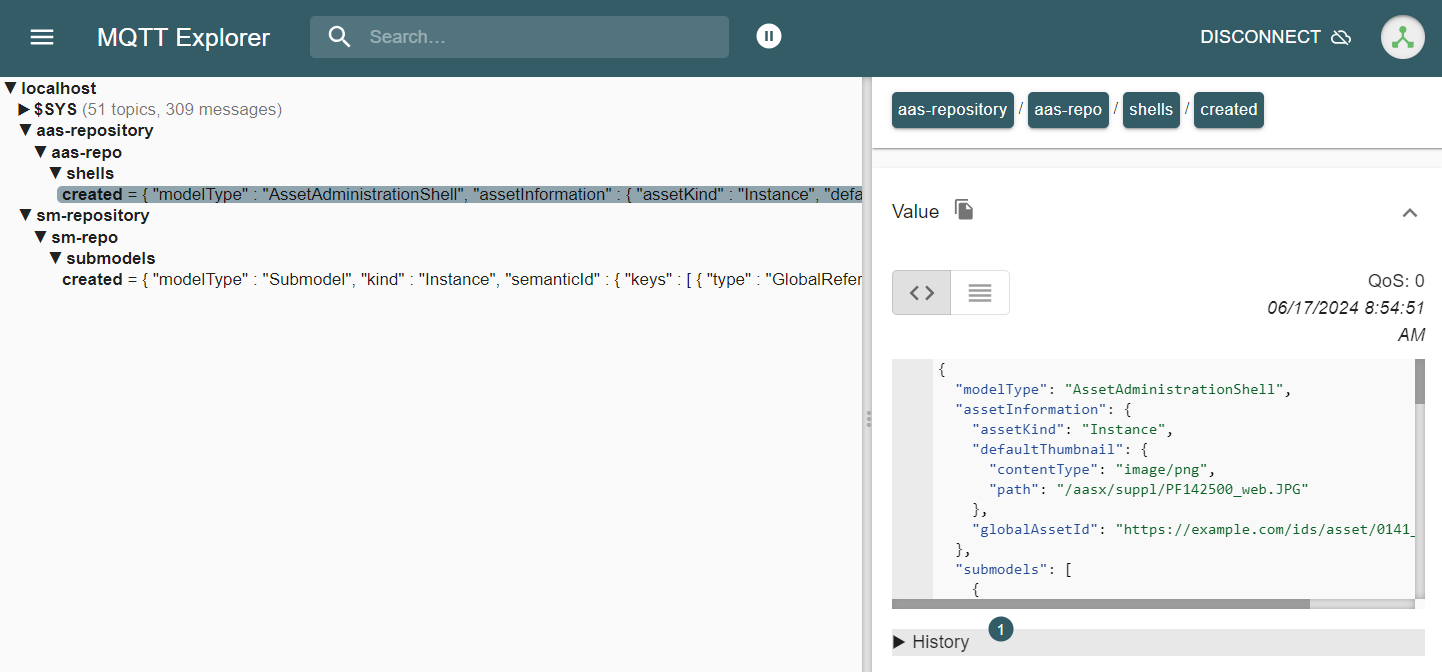 MQTT Explorer
Search...
DISCONNECT
▼ localhost
▶ $SYS (51 topics, 309 messages)
▼ aas-repository
▼ aas-repo
▼ shells
created = { "modelType" : "AssetAdministrationShell", "assetInformation" : { "assetKind" : "Instance", "defa
▼ sm-repository
▼ sm-repo
▼ submodels
created = { "modelType" : "Submodel", "kind" : "Instance", "semanticId" : { "keys" : [ { "type" : "GlobalRefer
aas-repository / aas-repo / shells / created
Value
QoS: 0
06/17/2024 8:54:51
AM
{
  "modelType": "AssetAdministrationShell",
  "assetInformation": {
    "assetKind": "Instance",
    "defaultThumbnail": {
      "contentType": "image/png",
      "path": "/aasx/suppl/PF142500_web.JPG"
    },
    "globalAssetId": "https://example.com/ids/asset/0141_
  },
  "submodels": [
    {
▶ History 1